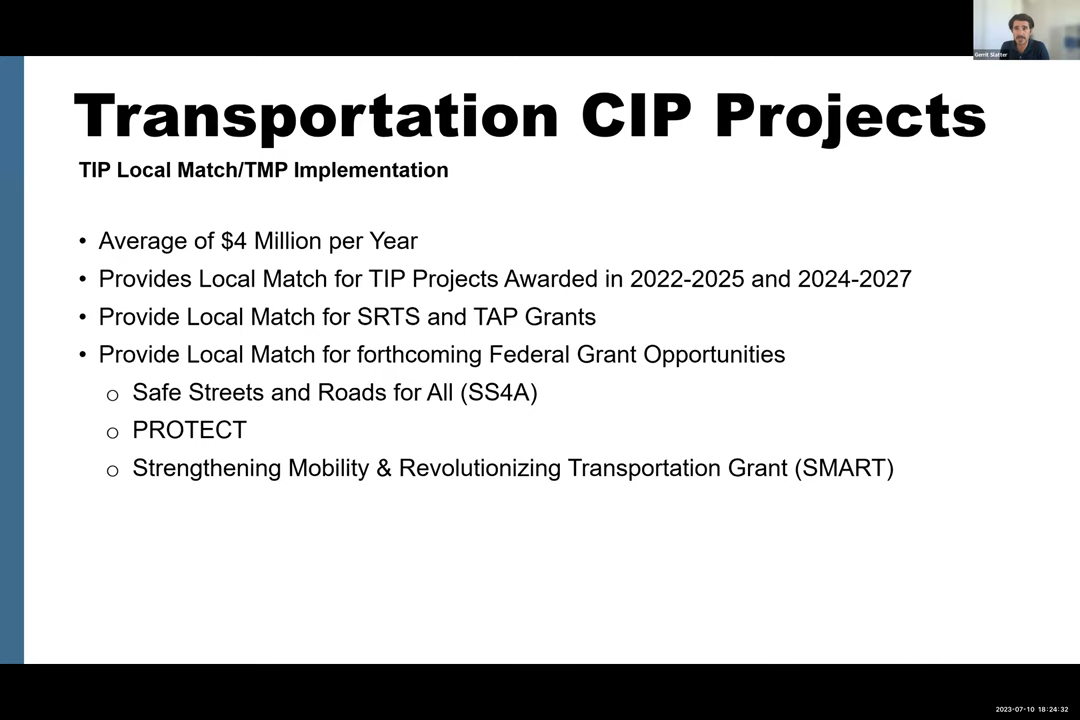 Gerrit Slatter
Transportation CIP Projects
TIP Local Match/TMP Implementation
• Average of $4 Million per Year
• Provides Local Match for TIP Projects Awarded in 2022-2025 and 2024-2027
• Provide Local Match for SRTS and TAP Grants
• Provide Local Match for forthcoming Federal Grant Opportunities
o Safe Streets and Roads for All (SS4A)
o PROTECT
o Strengthening Mobility & Revolutionizing Transportation Grant (SMART)
2023-07-10 18:24:32